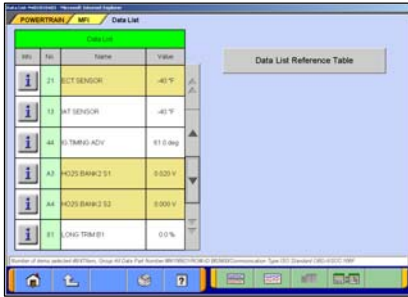 POWERTRAIN MFI Data List
Data List
No. Name Value
21 ECT SENSOR -40 °F
13 IAT SENSOR -40 °F
44 IG TIMING ADV 61.0 deg
A3 HO2S BANK2 S1 0.020 V
A4 HO2S BANK2 S2 0.000 V
81 LONG TRIM B1 0.0 %
Data List Reference Table